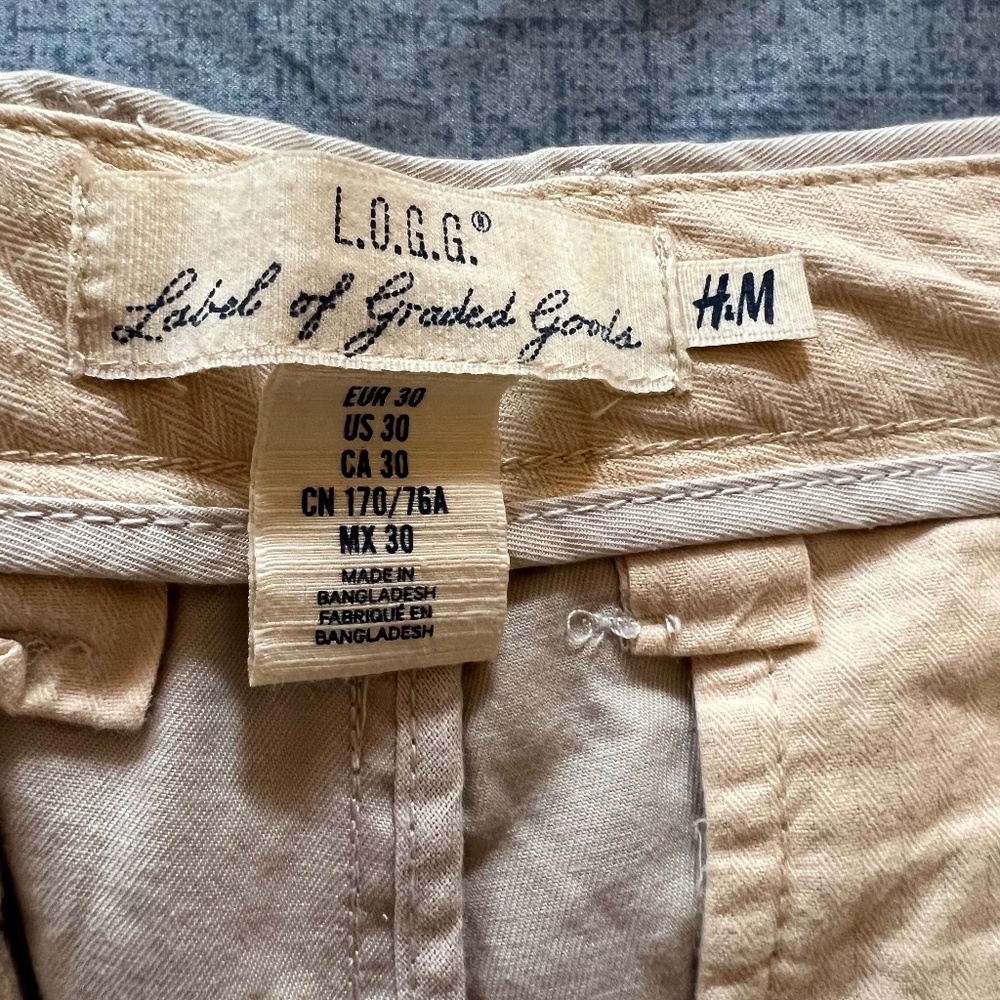 L.O.G.G.®
Label of Graded Goods
H&M
EUR 30
US 30
CA 30
CN 170/76A
MX 30
MADE IN
BANGLADESH
FABRIQUÉ EN
BANGLADESH